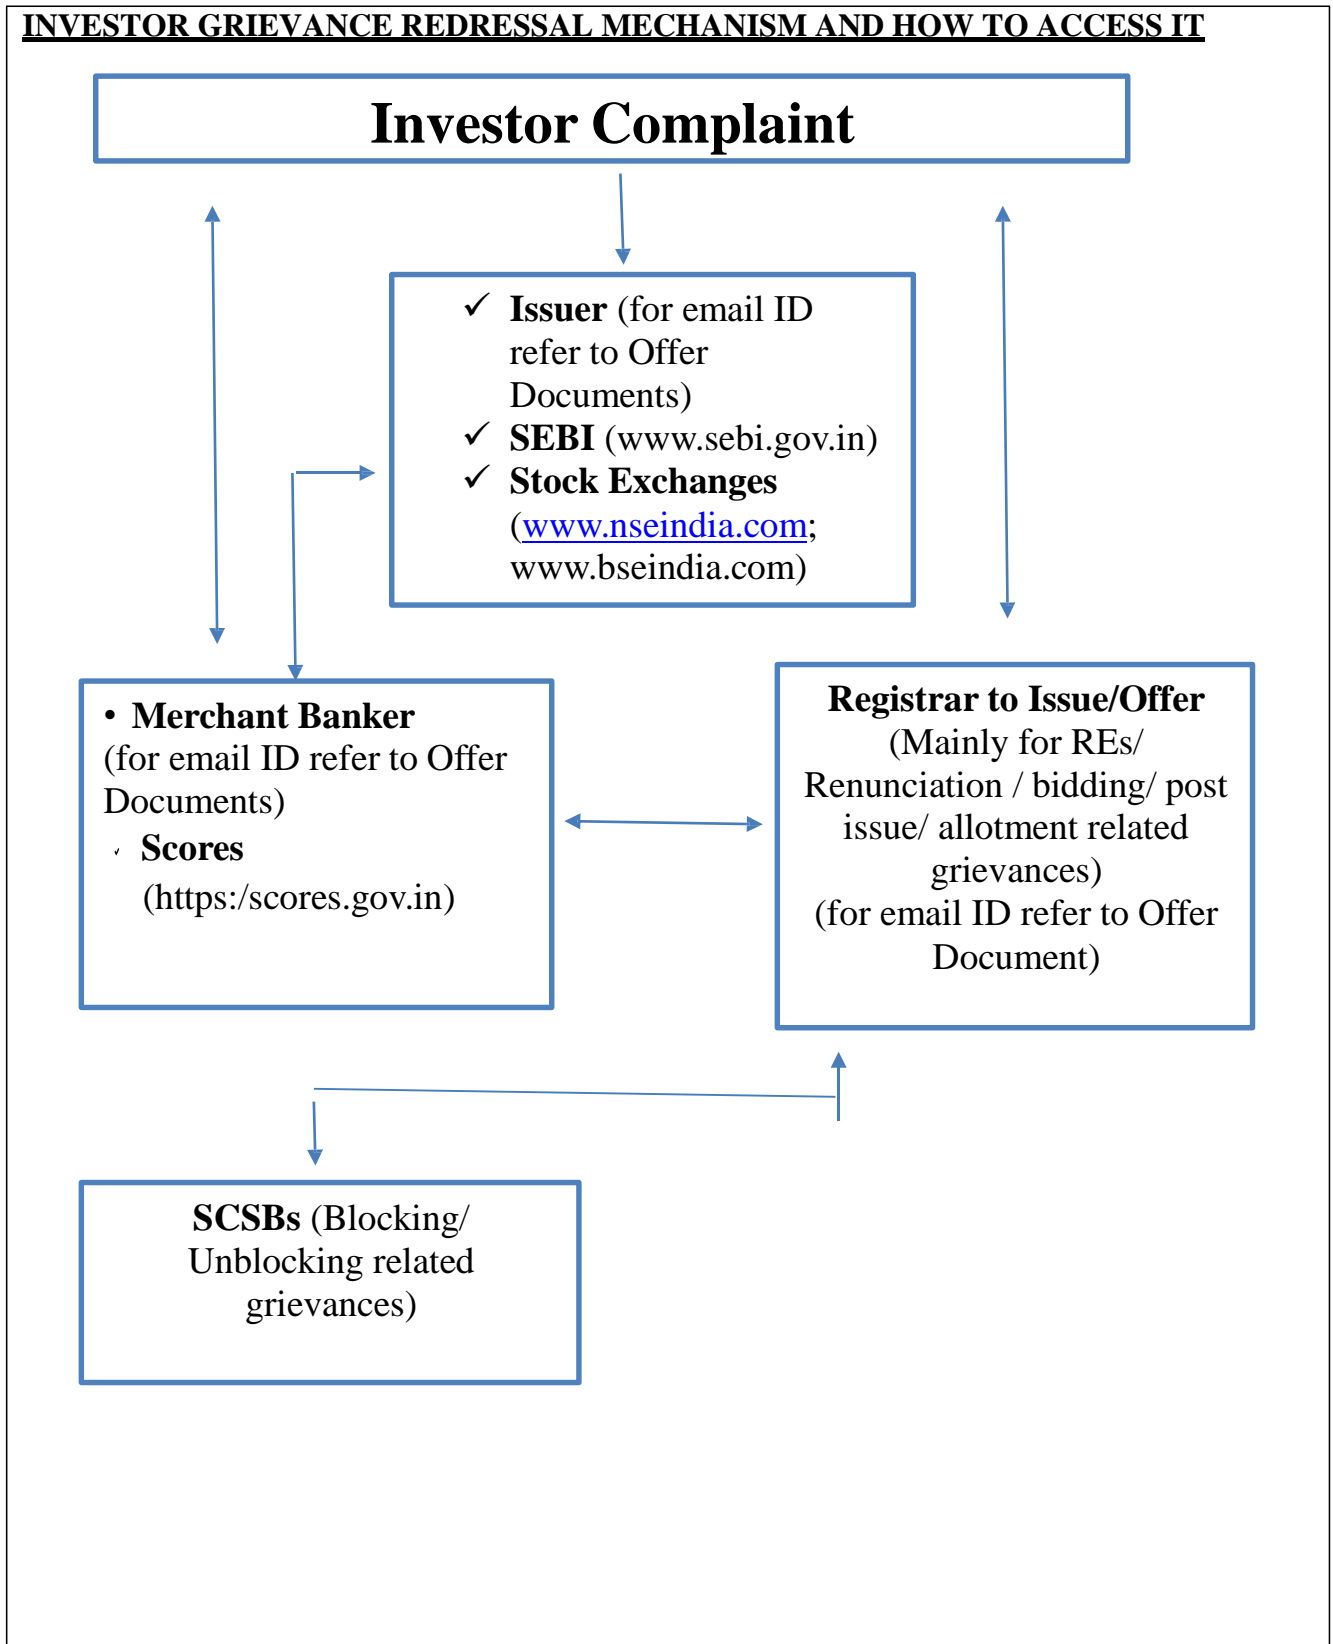 INVESTOR GRIEVANCE REDRESSAL MECHANISM AND HOW TO ACCESS IT
Investor Complaint
✓ Issuer (for email ID
refer to Offer
Documents)
✓ SEBI (www.sebi.gov.in)
✓ Stock Exchanges
(www.nseindia.com;
www.bseindia.com)
• Merchant Banker
(for email ID refer to Offer
Documents)
✓ Scores
(https:/scores.gov.in)
Registrar to Issue/Offer
(Mainly for REs/
Renunciation / bidding/ post
issue/ allotment related
grievances)
(for email ID refer to Offer
Document)
SCSBs (Blocking/
Unblocking related
grievances)